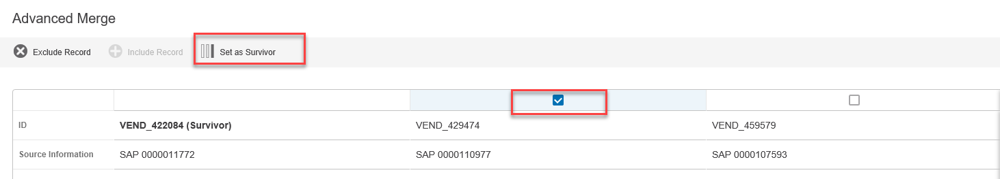 Advanced Merge
Exclude Record Include Record Set as Survivor
ID VEND_422084 (Survivor) VEND_429474 VEND_459579
Source Information SAP 0000011772 SAP 0000110977 SAP 0000107593